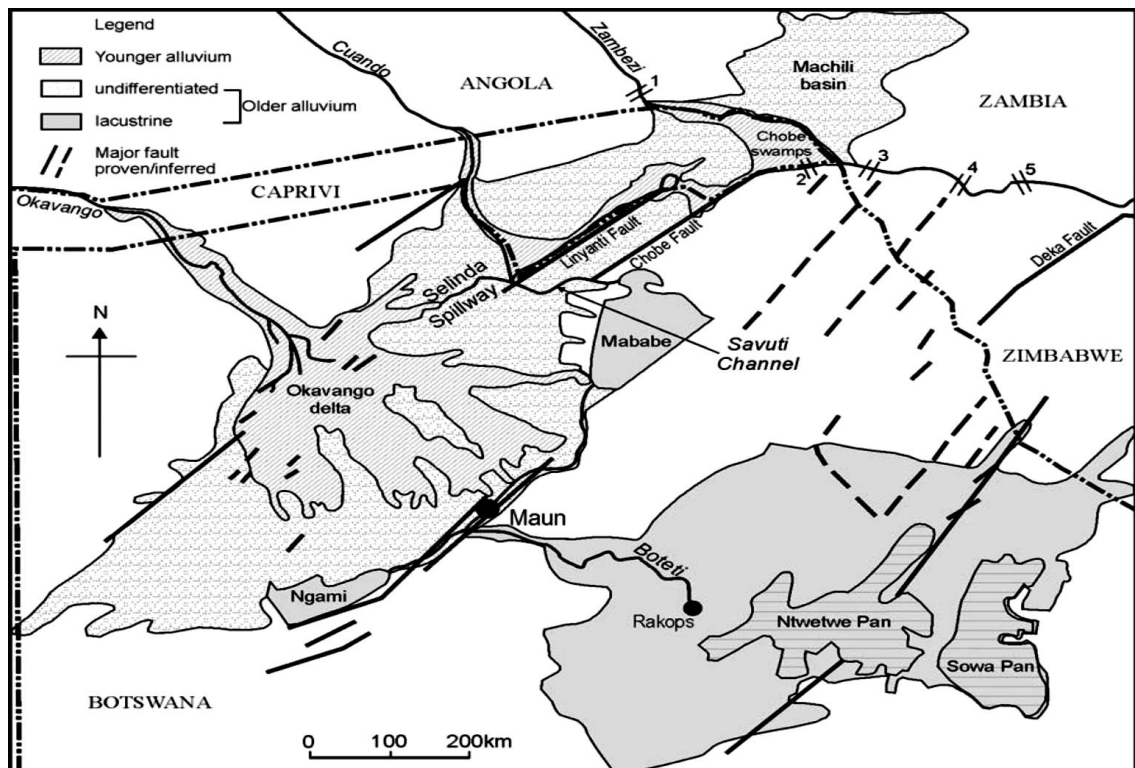 Legend
Younger alluvium
undifferentiated
Older alluvium
lacustrine
Major fault
proven/inferred
Cuando
Zambezi
ANGOLA
1
Machili
basin
ZAMBIA
Chobe
swamps
2
3
4
5
CAPRIVI
Okavango
Linyanti Fault
Chobe Fault
Deka Fault
Selinda
Spillway
N
Mababe
Savuti
Channel
ZIMBABWE
Okavango
delta
Maun
Boteti
Ngami
Rakops
Ntwetwe Pan
Sowa Pan
BOTSWANA
0 100 200km